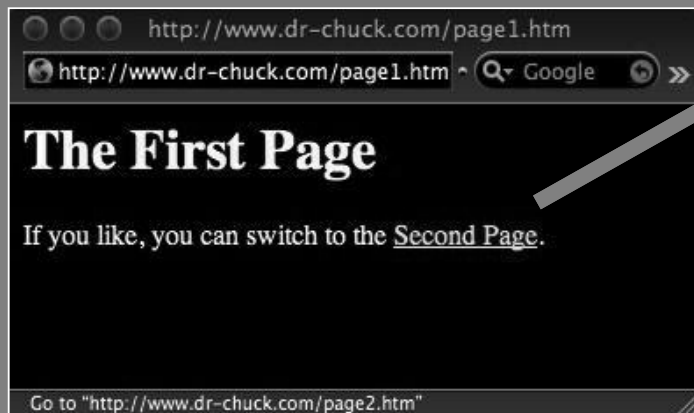 http://www.dr-chuck.com/page1.htm
http://www.dr-chuck.com/page1.htm Google »
The First Page
If you like, you can switch to the Second Page.
Go to "http://www.dr-chuck.com/page2.htm"